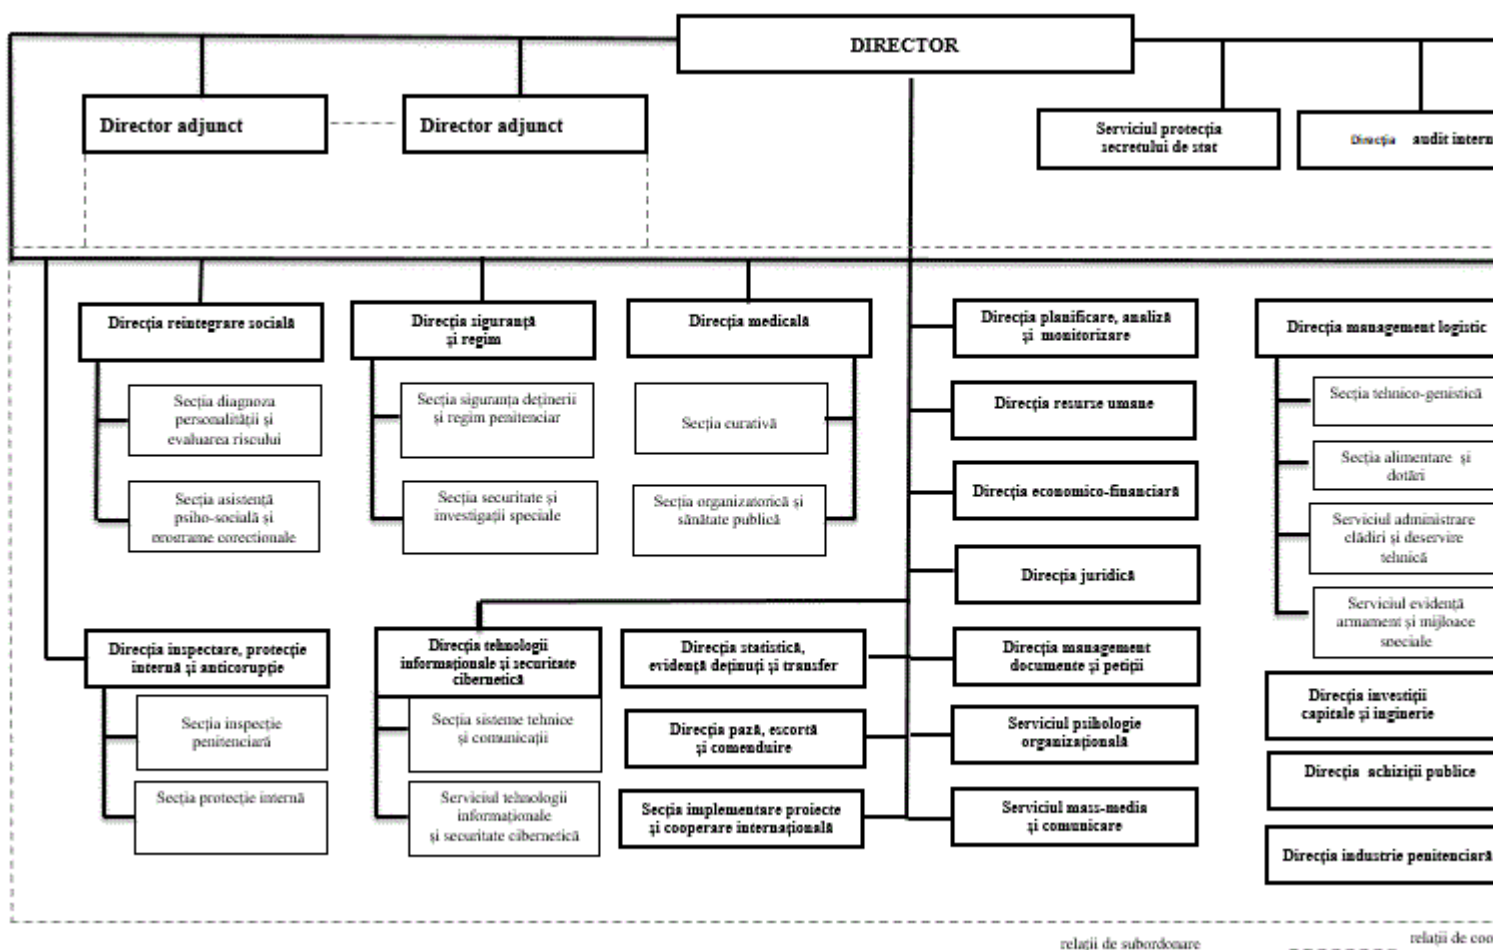 DIRECTOR
Director adjunct
Director adjunct
Serviciul protecția
secretului de stat
Direcția audit intern
Direcția reintegrare socială
Secția diagnoza
personalității și
evaluarea riscului
Secția asistență
psiho-socială și
programe corecționale
Direcția siguranță
și regim
Secția siguranța deținerii
și regim penitenciar
Secția securitate și
investigații speciale
Direcția medicală
Secția curativă
Secția organizatorică și
sănătate publică
Direcția planificare, analiză
și monitorizare
Direcția resurse umane
Direcția economico-financiară
Direcția juridică
Direcția management
documente și petiții
Serviciul psihologie
organizațională
Serviciul mass-media
și comunicare
Direcția management logistic
Secția tehnico-genistică
Secția alimentare și
dotări
Serviciul administrare
clădiri și deservire
tehnică
Serviciul evidență
armament și mijloace
speciale
Direcția investiții
capitale și inginerie
Direcția achiziții publice
Direcția industrie penitenciară
Direcția inspectare, protecție
internă și anticorupție
Secția inspecție
penitenciară
Secția protecție internă
Direcția tehnologii
informaționale și securitate
cibernetică
Secția sisteme tehnice
și comunicații
Serviciul tehnologii
informaționale
și securitate cibernetică
Direcția statistică,
evidență deținuți și transfer
Direcția pază, escortă
și comenduire
Secția implementare proiecte
și cooperare internațională
relații de subordonare
relații de coo